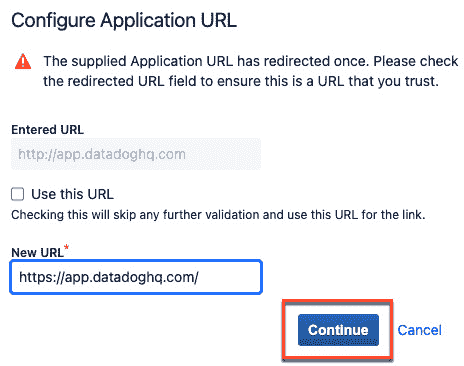 Configure Application URL
The supplied Application URL has redirected once. Please check
the redirected URL field to ensure this is a URL that you trust.
Entered URL
http://app.datadoghq.com
Use this URL
Checking this will skip any further validation and use this URL for the link.
New URL*
https://app.datadoghq.com/
Continue Cancel